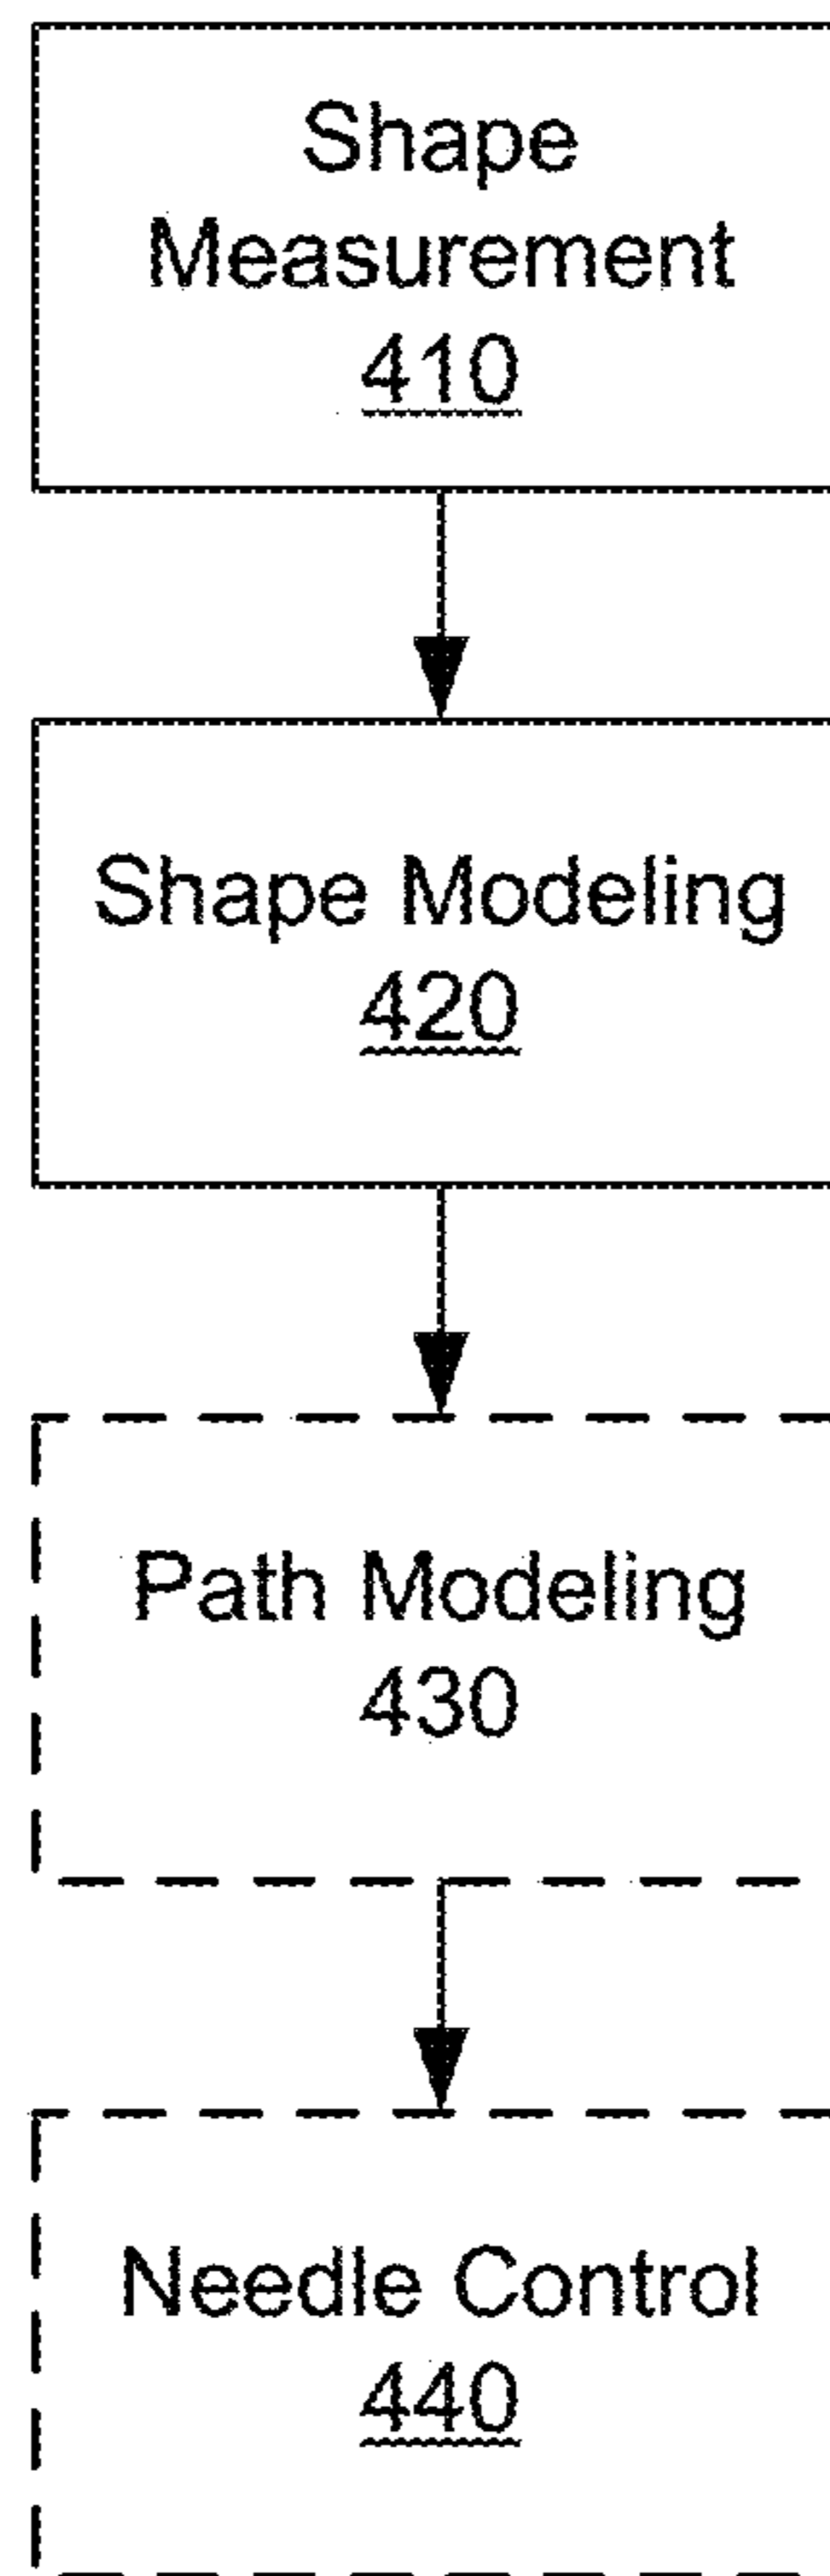 Shape
Measurement
410
Shape Modeling
420
Path Modeling
430
Needle Control
440